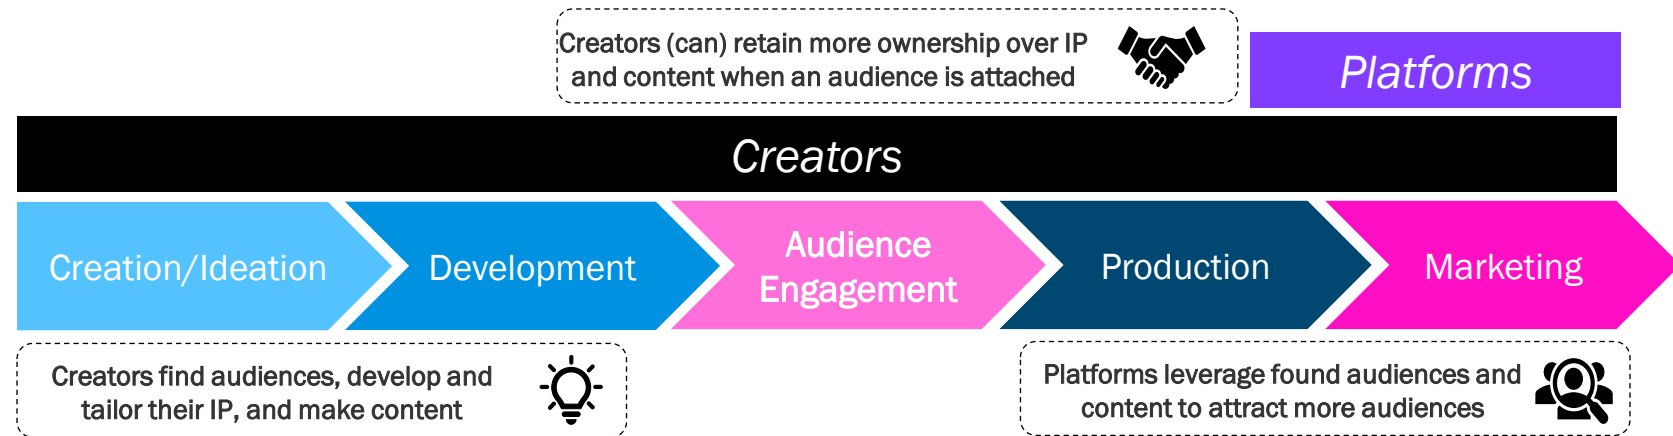 Creators (can) retain more ownership over IP
and content when an audience is attached
Platforms
Creators
Creation/Ideation
Development
Audience
Engagement
Production
Marketing
Creators find audiences, develop and
tailor their IP, and make content
Platforms leverage found audiences and
content to attract more audiences